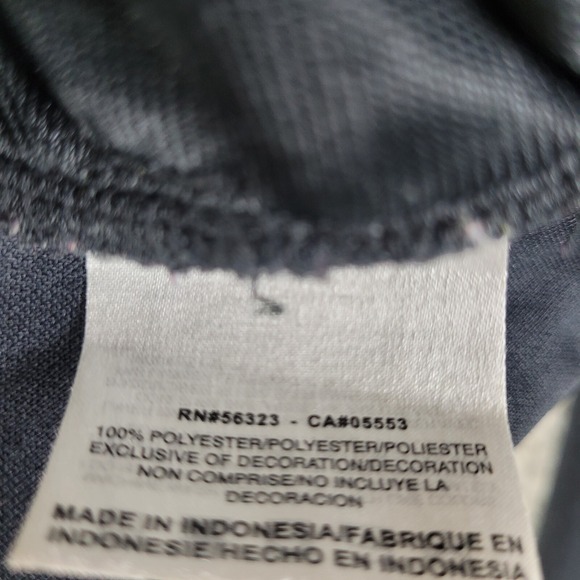 RN#56323 - CA#05553
100% POLYESTER/POLYESTER/POLIESTER
EXCLUSIVE OF DECORATION/DECORATION
NON COMPRISE/NO INCLUYE LA
DECORACION
MADE IN INDONESIA/FABRIQUE EN
INDONESIE/HECHO EN INDONESIA